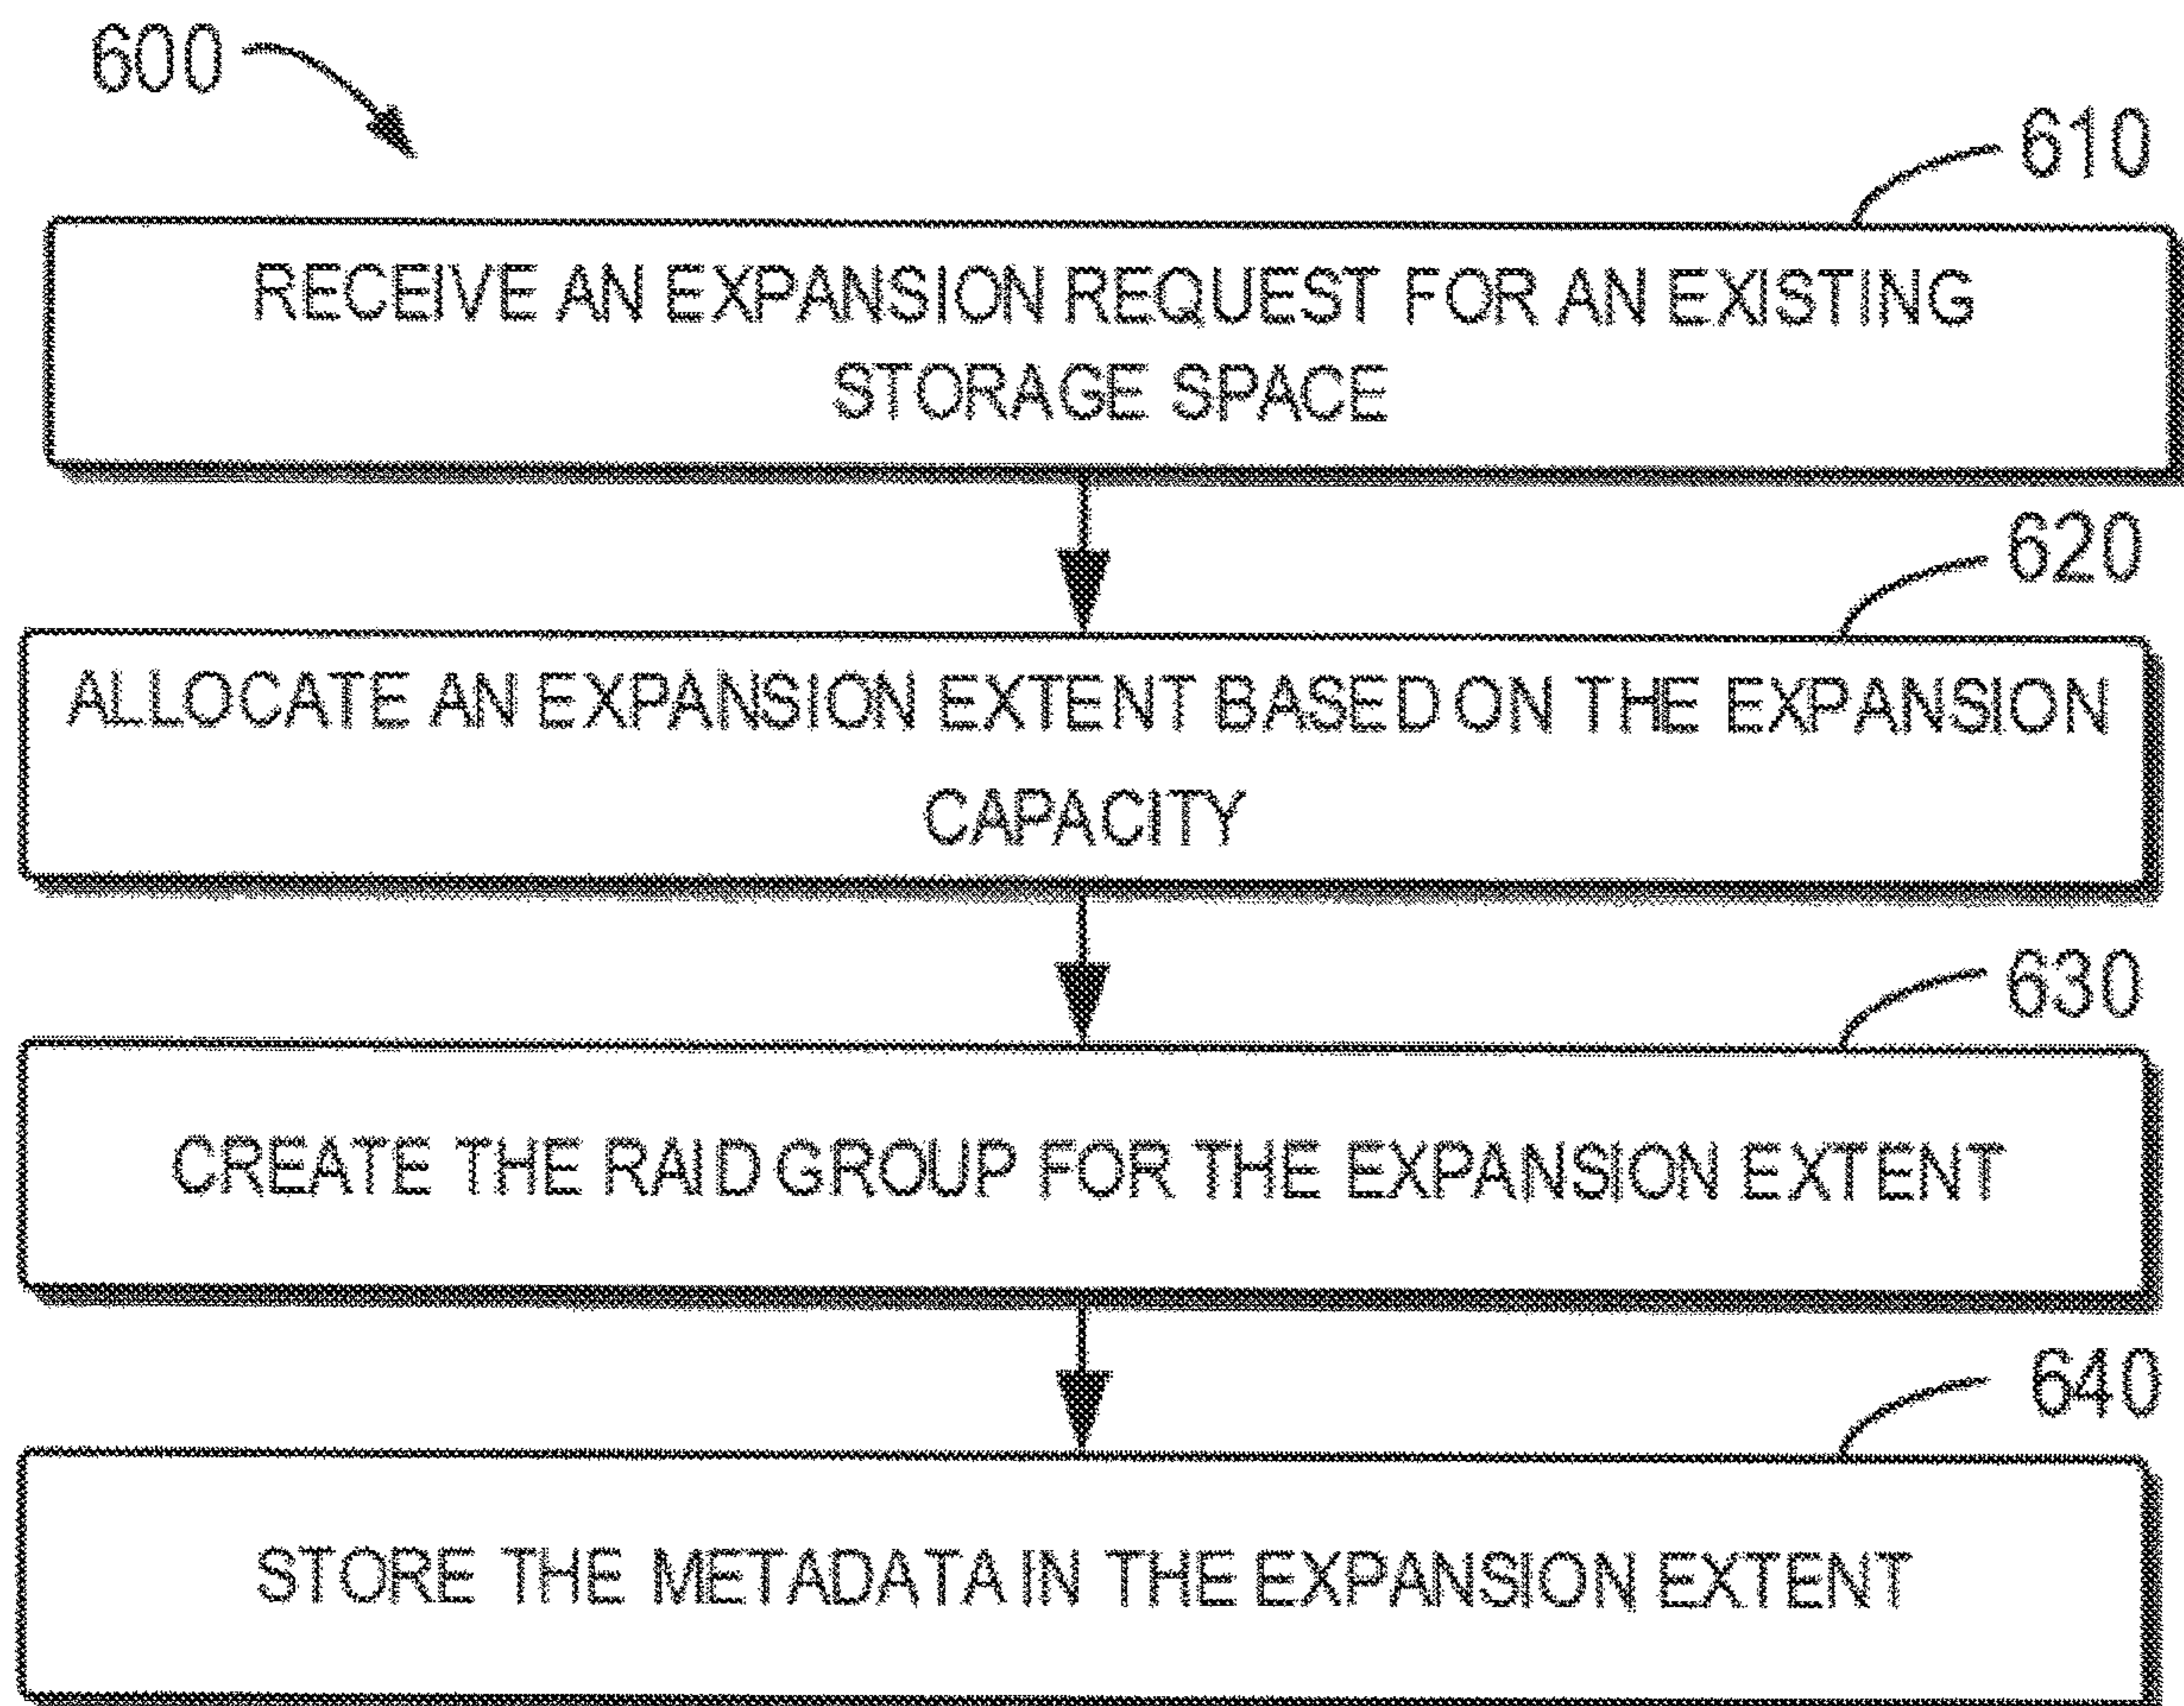 600
610
RECEIVE AN EXPANSION REQUEST FOR AN EXISTING
STORAGE SPACE
620
ALLOCATE AN EXPANSION EXTENT BASED ON THE EXPANSION
CAPACITY
630
CREATE THE RAID GROUP FOR THE EXPANSION EXTENT
640
STORE THE METADATA IN THE EXPANSION EXTENT